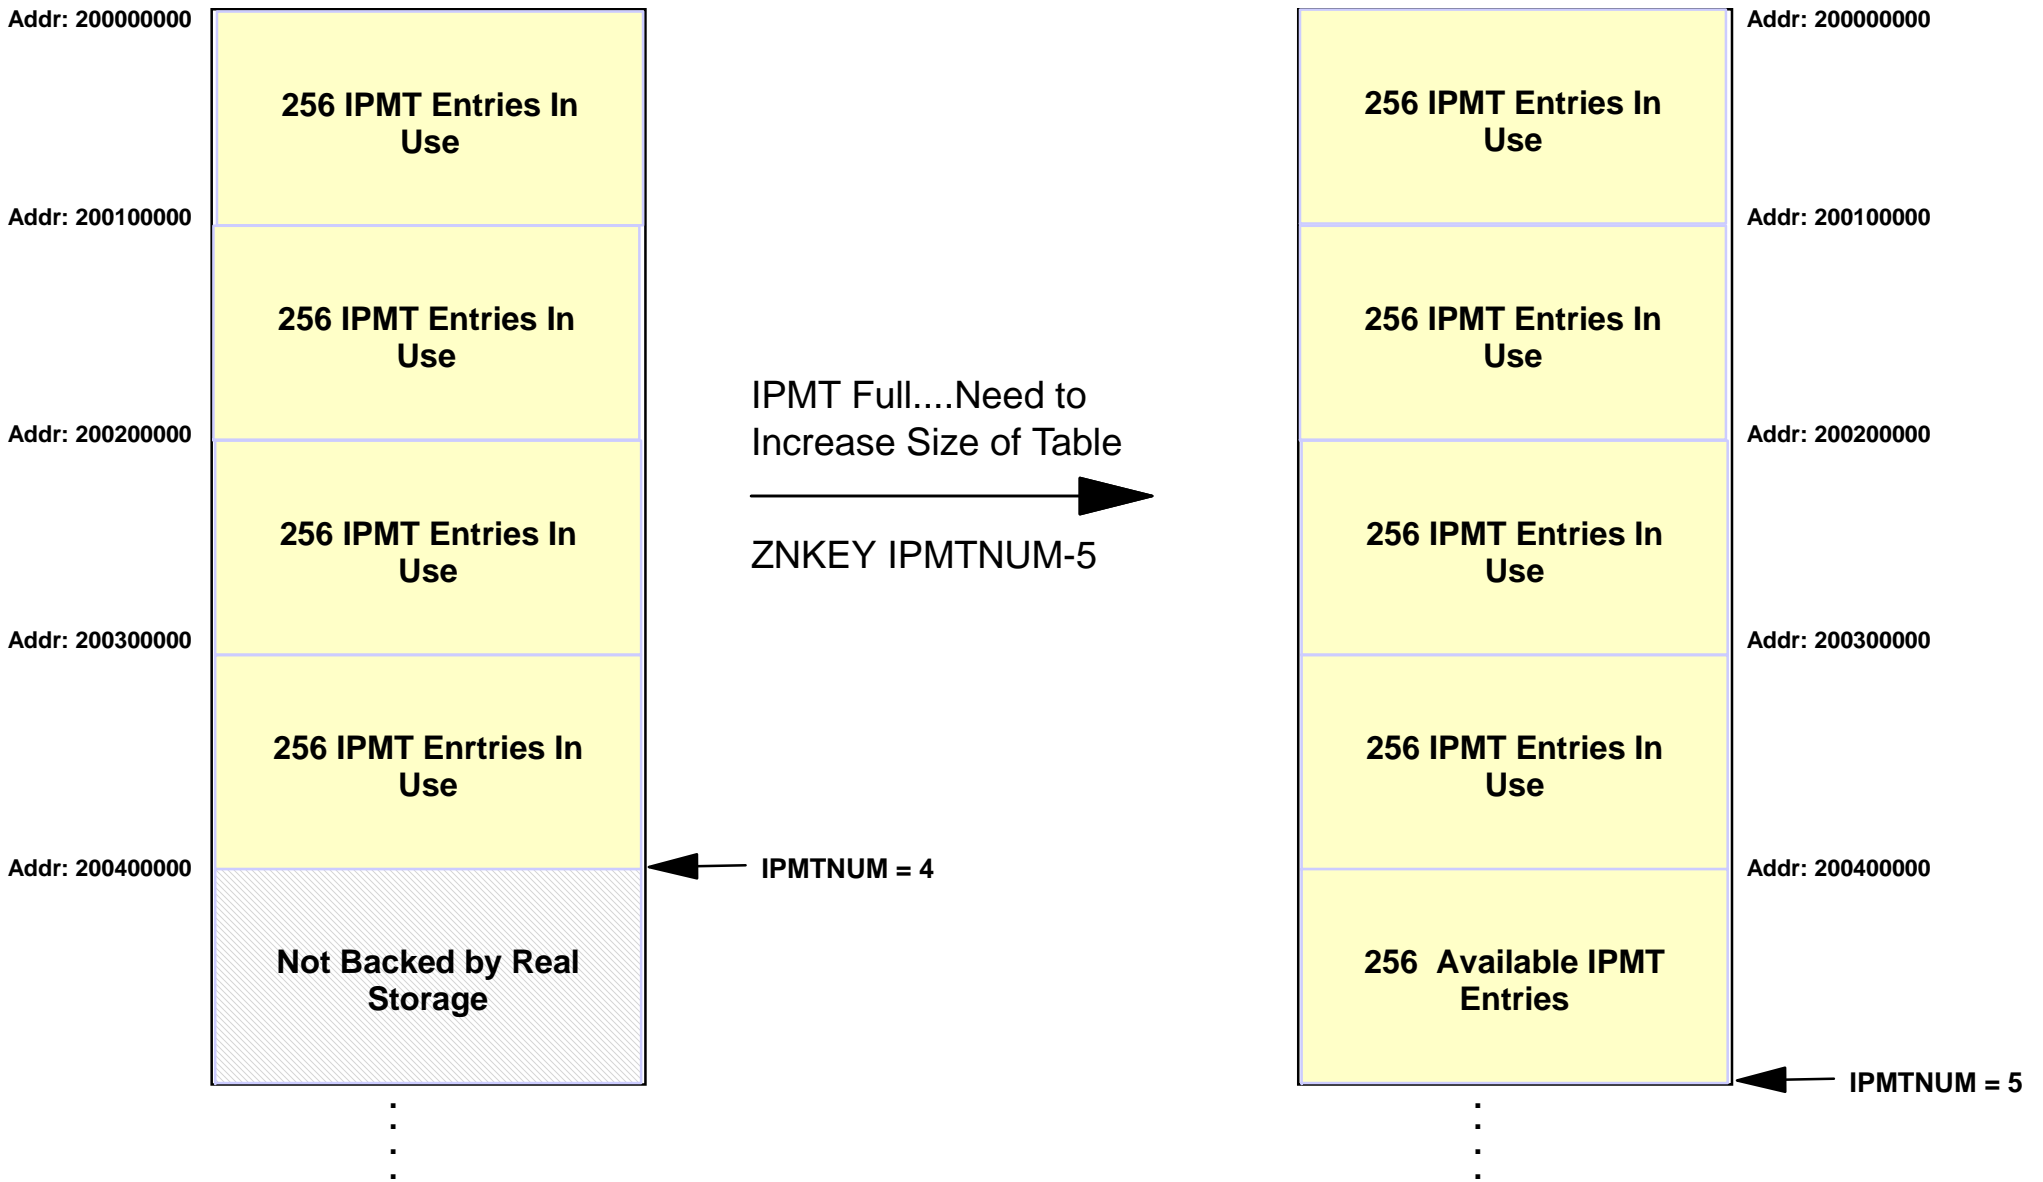 Addr: 200000000
256 IPMT Entries In
Use
Addr: 200100000
256 IPMT Entries In
Use
Addr: 200200000
256 IPMT Entries In
Use
Addr: 200300000
256 IPMT Enrtries In
Use
Addr: 200400000
IPMTNUM = 4
Not Backed by Real
Storage
IPMT Full....Need to
Increase Size of Table
ZNKEY IPMTNUM-5
Addr: 200000000
256 IPMT Entries In
Use
Addr: 200100000
256 IPMT Entries In
Use
Addr: 200200000
256 IPMT Entries In
Use
Addr: 200300000
256 IPMT Entries In
Use
Addr: 200400000
256 Available IPMT
Entries
IPMTNUM = 5